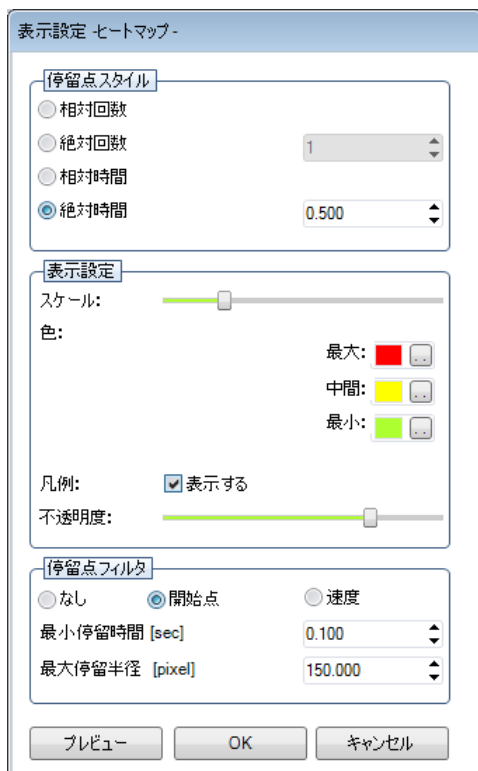 表示設定 -ヒートマップ-
停留点スタイル
相対回数
絶対回数 1
相対時間
絶対時間 0.500
表示設定
スケール:
色:
最大: ..
中間: ..
最小: ..
凡例: 表示する
不透明度:
停留点フィルタ
なし 開始点 速度
最小停留時間 [sec] 0.100
最大停留半径 [pixel] 150.000
プレビュー OK キャンセル